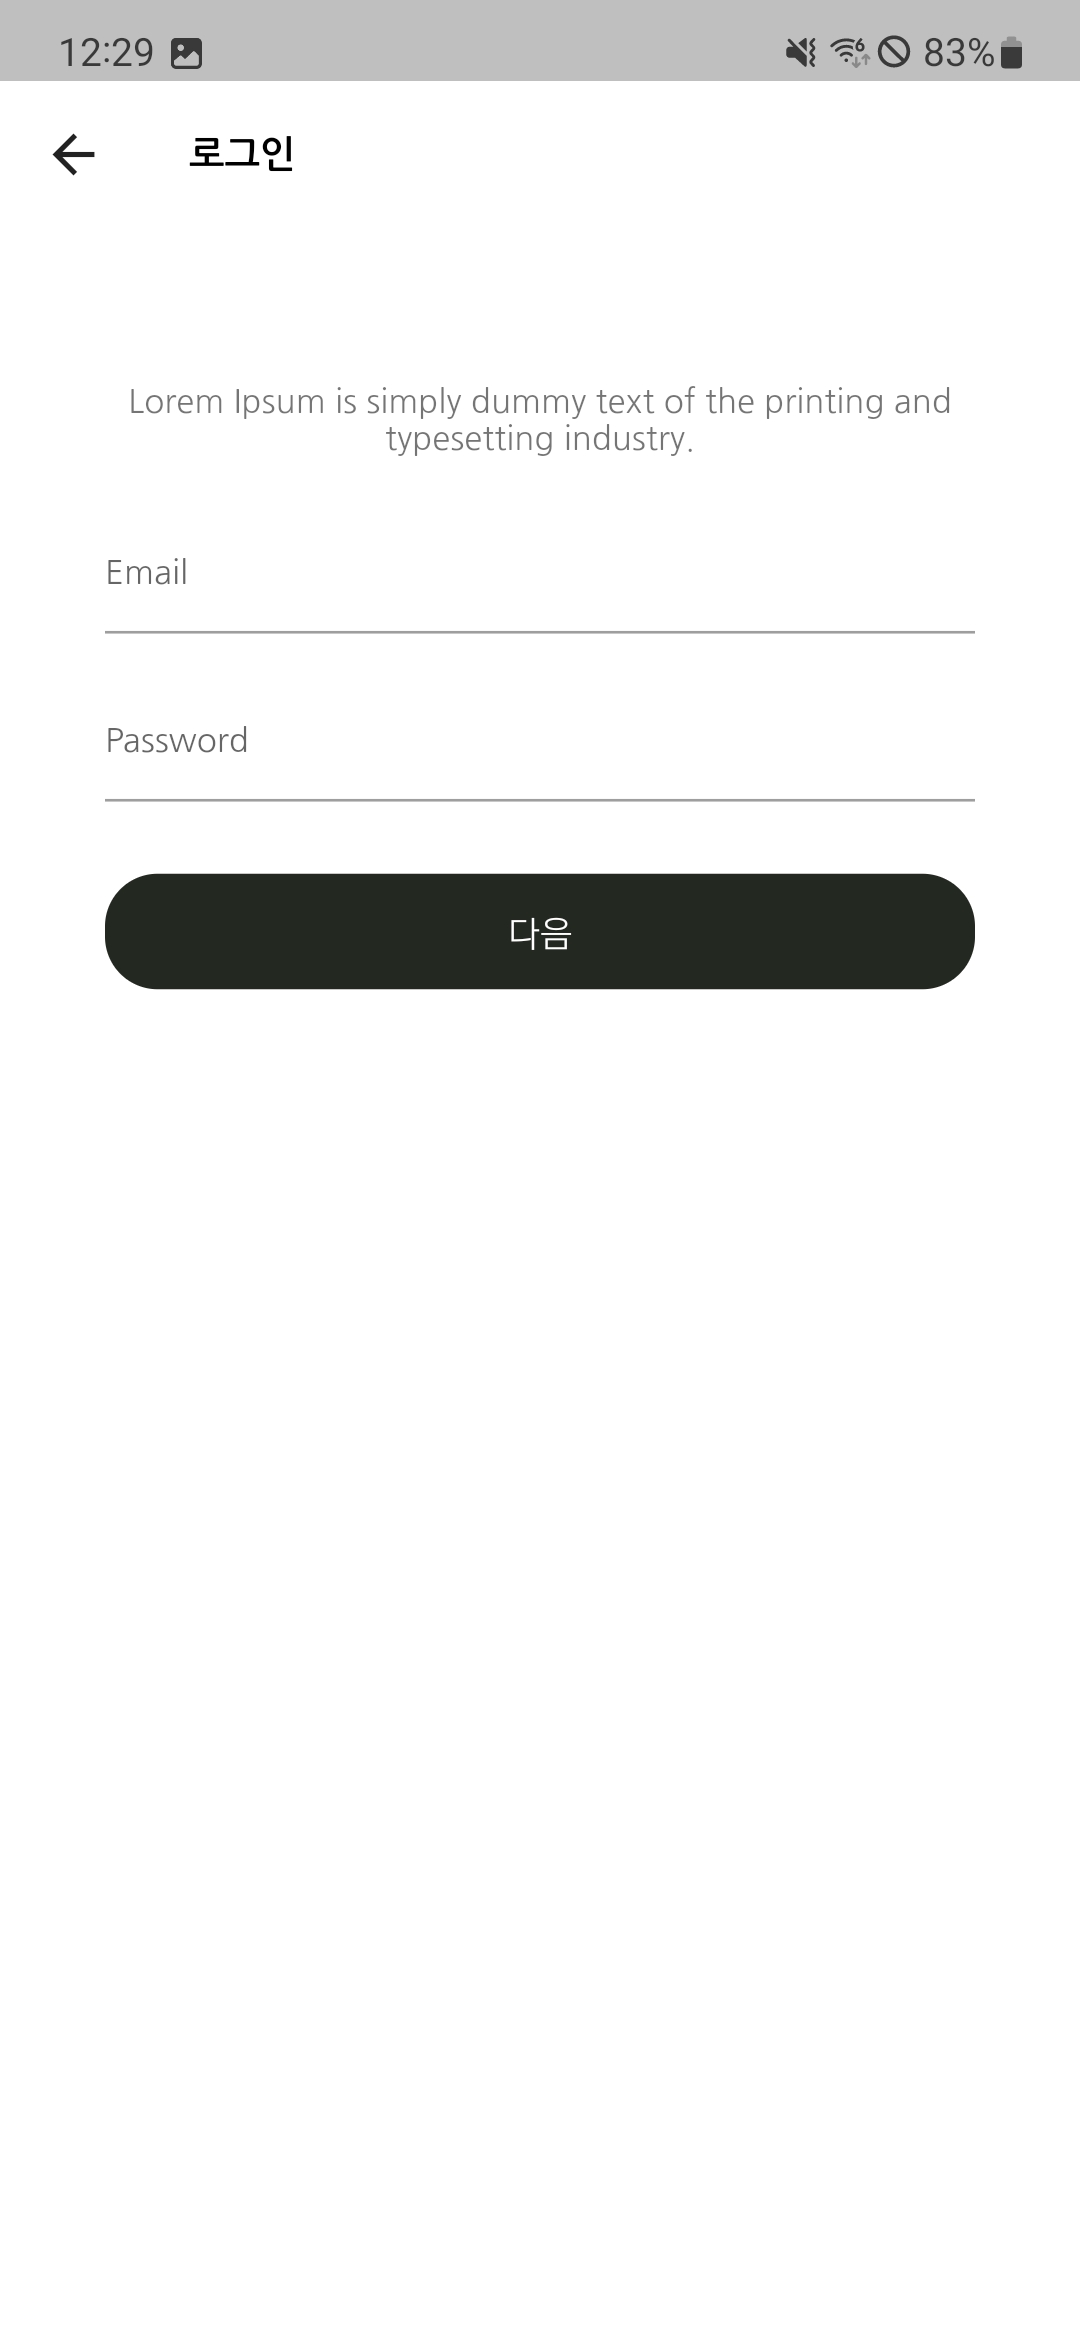 12:29 83%
로그인
Lorem Ipsum is simply dummy text of the printing and
typesetting industry.
Email
Password
다음